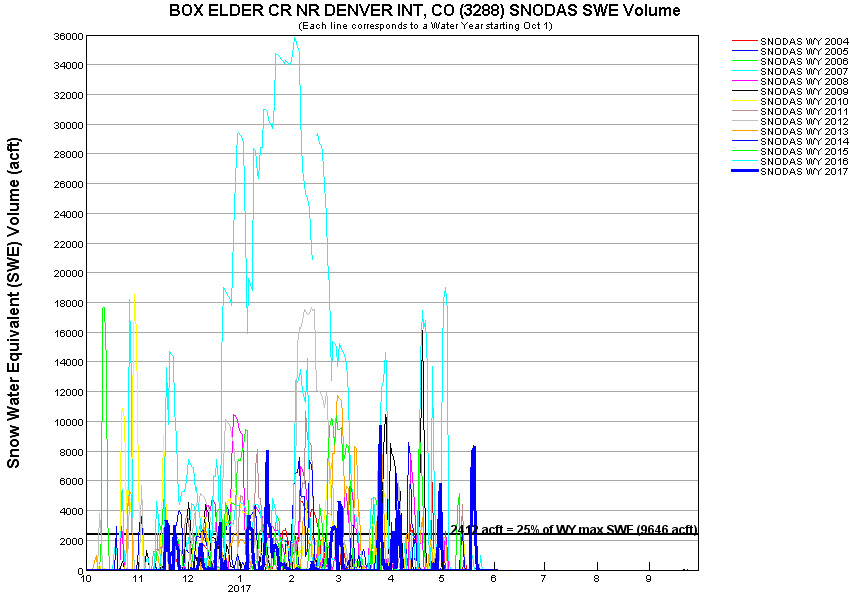 BOX ELDER CR NR DENVER INT, CO (3288) SNODAS SWE Volume
(Each line corresponds to a Water Year starting Oct 1)
Snow Water Equivalent (SWE) Volume (acft)
36000
34000
32000
30000
28000
26000
24000
22000
20000
18000
16000
14000
12000
10000
8000
6000
4000
2000
0
2412 acft = 25% of WY max SWE (9646 acft)
10 11 12 1 2 3 4 5 6 7 8 9
2017
SNODAS WY 2004
SNODAS WY 2005
SNODAS WY 2006
SNODAS WY 2007
SNODAS WY 2008
SNODAS WY 2009
SNODAS WY 2010
SNODAS WY 2011
SNODAS WY 2012
SNODAS WY 2013
SNODAS WY 2014
SNODAS WY 2015
SNODAS WY 2016
SNODAS WY 2017